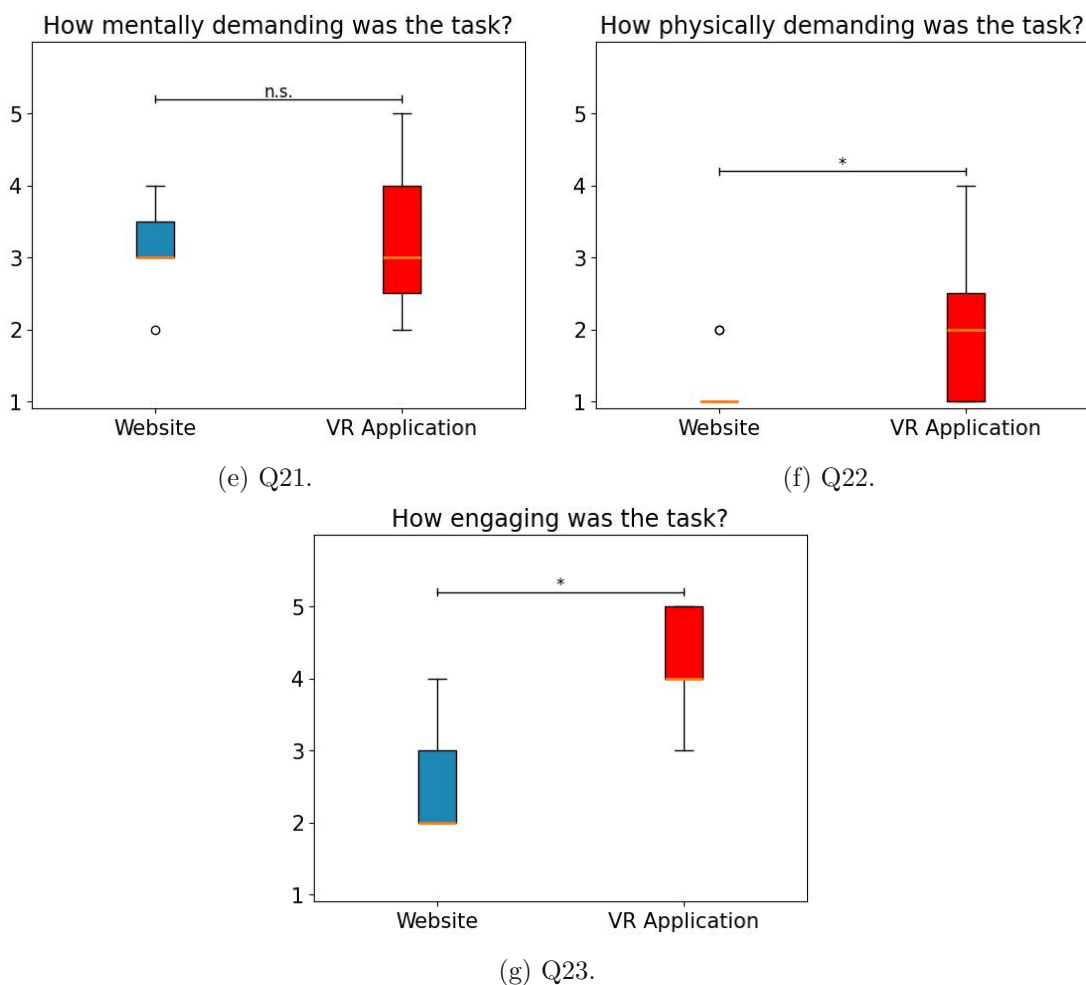 How mentally demanding was the task?
n.s.
5
4
3
2
1
Website VR Application
(e) Q21.
How physically demanding was the task?
*
5
4
3
2
1
Website VR Application
(f) Q22.
How engaging was the task?
*
5
4
3
2
1
Website VR Application
(g) Q23.